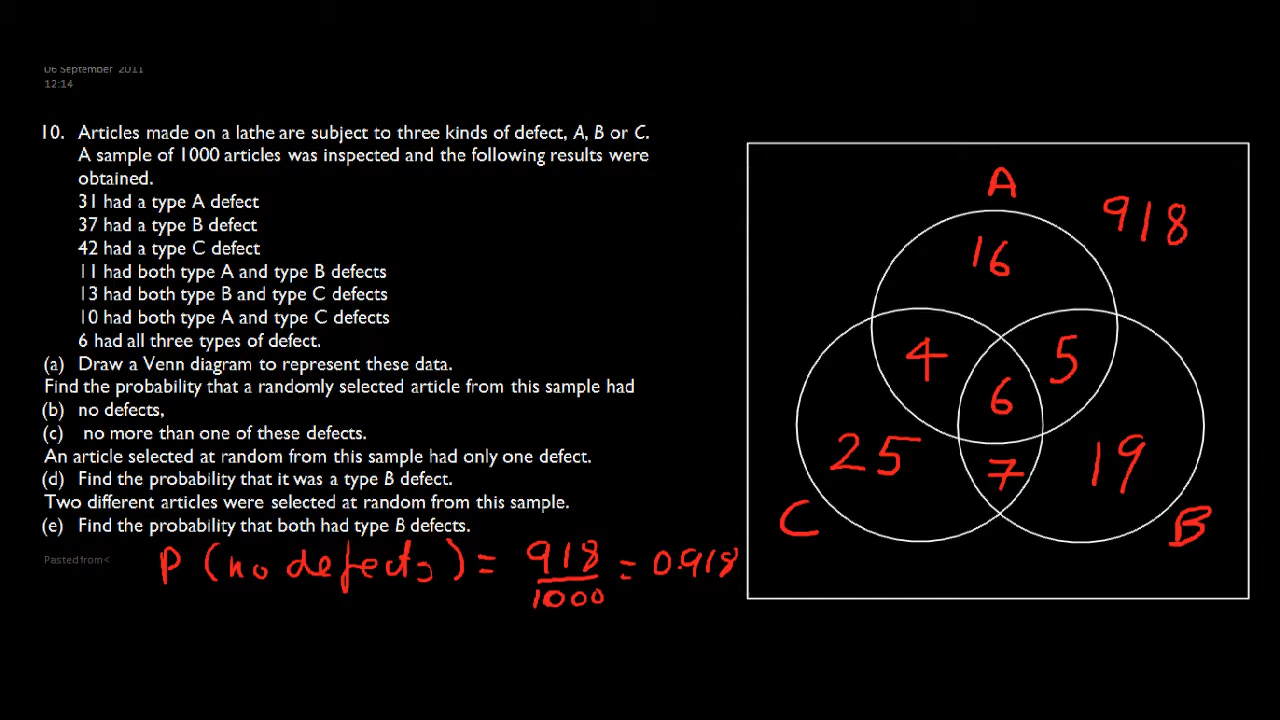 06 September 2011
12:14
10. Articles made on a lathe are subject to three kinds of defect, A, B or C.
A sample of 1000 articles was inspected and the following results were
obtained.
31 had a type A defect
37 had a type B defect
42 had a type C defect
11 had both type A and type B defects
13 had both type B and type C defects
10 had both type A and type C defects
6 had all three types of defect.
(a) Draw a Venn diagram to represent these data.
Find the probability that a randomly selected article from this sample had
(b) no defects,
(c) no more than one of these defects.
An article selected at random from this sample had only one defect.
(d) Find the probability that it was a type B defect.
Two different articles were selected at random from this sample.
(e) Find the probability that both had type B defects.
Pasted from <
P (no defects) = 918/1000 = 0.918
A
918
16
4
5
6
25
7
19
C
B